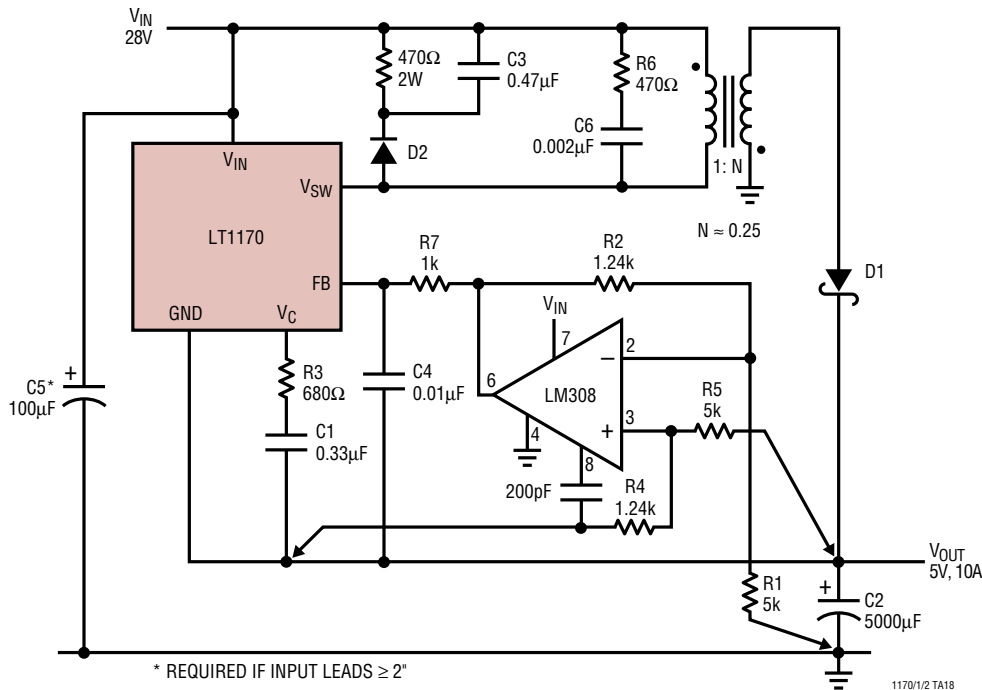 VIN
28V
470Ω
2W
C3
0.47μF
R6
470Ω
C6
0.002μF
D2
1: N
N ≈ 0.25
VIN
VSW
LT1170
FB
GND
VC
R7
1k
R2
1.24k
D1
VIN
7
2
–
6
LM308
3
+
4
8
R5
5k
C5*
100μF
+
R3
680Ω
C4
0.01μF
C1
0.33μF
200pF
R4
1.24k
VOUT
5V, 10A
R1
5k
+
C2
5000μF
* REQUIRED IF INPUT LEADS ≥ 2"
1170/1/2 TA18